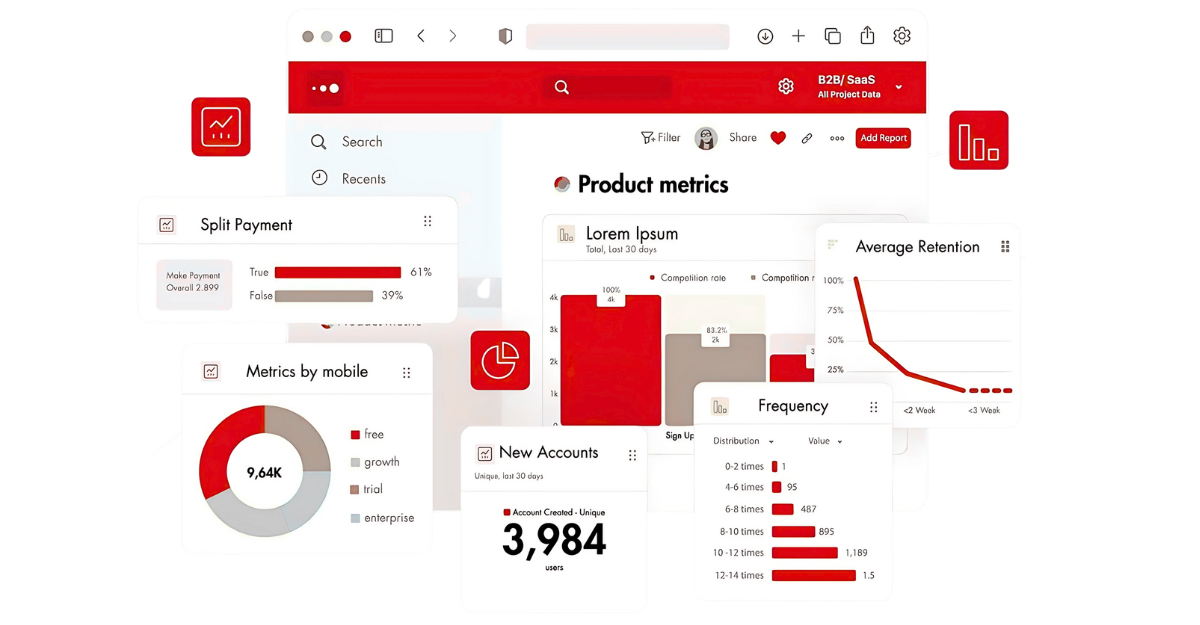 B2B/ SaaS
All Project Data
Search
Recents
Filter
Share
Add Report
Product metrics
Split Payment
Make Payment
Overall 2.899
True 61%
False 39%
Lorem Ipsum
Total, Last 30 days
Competition rate
Competition
4k
3k
2k
1k
0
100%
4k
83.2%
2k
3
Sign Up
Average Retention
100%
75%
50%
25%
<2 Week
<3 Week
Product Metric
Metrics by mobile
9,64K
free
growth
trial
enterprise
New Accounts
Unique, last 30 days
Account Created - Unique
3,984
users
Frequency
Distribution Value
0-2 times 1
4-6 times 95
6-8 times 487
8-10 times 895
10 -12 times 1,189
12-14 times 1.5